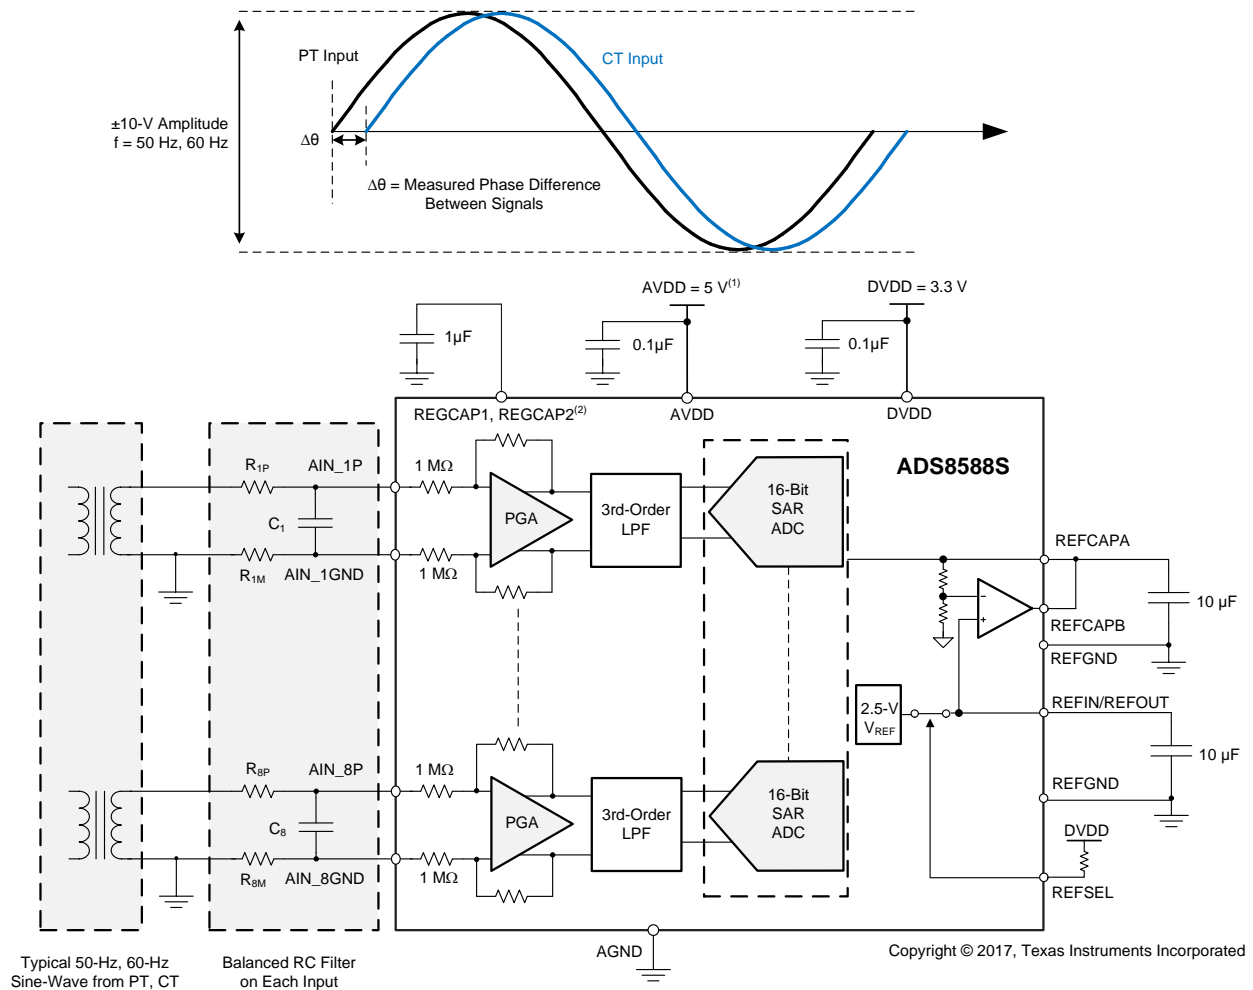 PT Input
CT Input
±10-V Amplitude
f = 50 Hz, 60 Hz
Δθ
Δθ = Measured Phase Difference
Between Signals
AVDD = 5 V(1)
DVDD = 3.3 V
1µF
0.1µF
0.1µF
REGCAP1, REGCAP2(2)
AVDD
DVDD
R1P
AIN_1P
1 MΩ
ADS8588S
C1
PGA
3rd-Order
LPF
16-Bit
SAR
ADC
R1M
AIN_1GND
1 MΩ
REFCAPA
10 µF
REFCAPB
REFGND
2.5-V
VREF
REFIN/REFOUT
10 µF
R8P
AIN_8P
1 MΩ
REFGND
C8
PGA
3rd-Order
LPF
16-Bit
SAR
ADC
DVDD
R8M
AIN_8GND
1 MΩ
REFSEL
AGND
Copyright © 2017, Texas Instruments Incorporated
Typical 50-Hz, 60-Hz
Sine-Wave from PT, CT
Balanced RC Filter
on Each Input